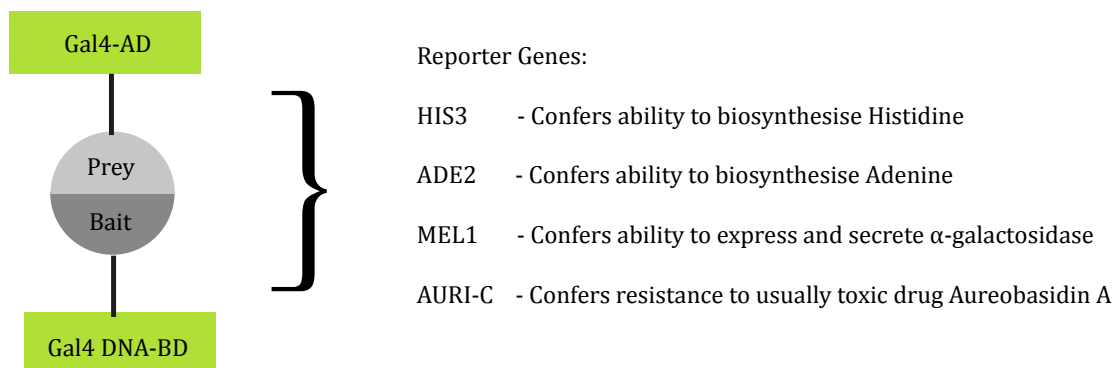 Gal4-AD
Prey
Bait
Gal4 DNA-BD
Reporter Genes:
HIS3 - Confers ability to biosynthesise Histidine
ADE2 - Confers ability to biosynthesise Adenine
MEL1 - Confers ability to express and secrete α-galactosidase
AURI-C - Confers resistance to usually toxic drug Aureobasidin A